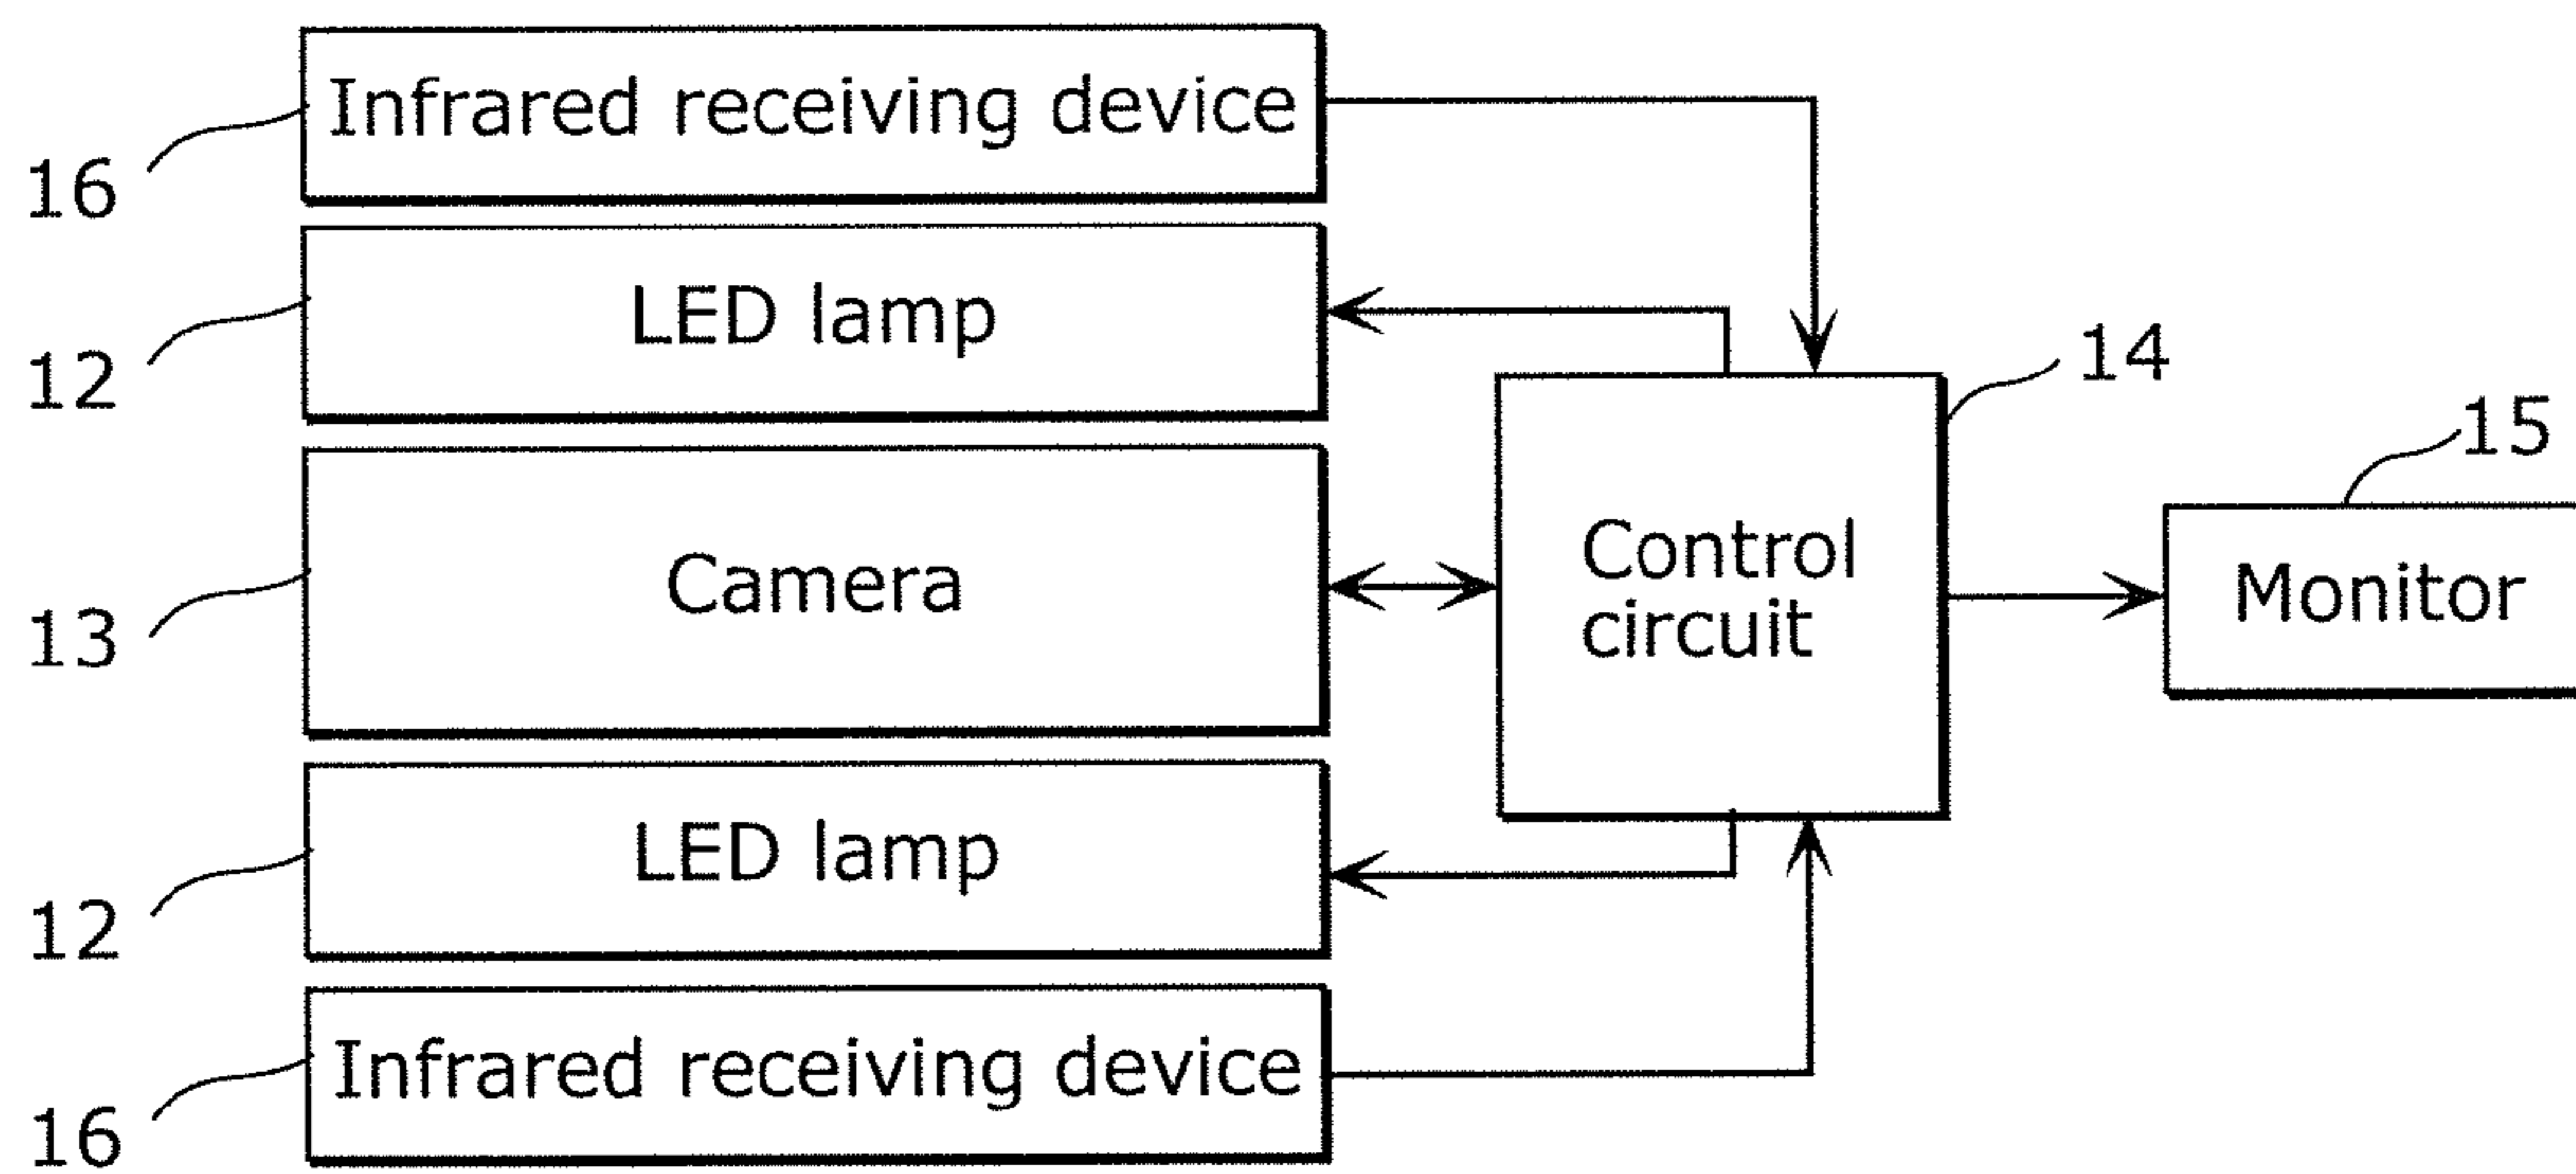 Infrared receiving device
16
LED lamp
12
14
15
Camera
13
Control
circuit
Monitor
LED lamp
12
Infrared receiving device
16